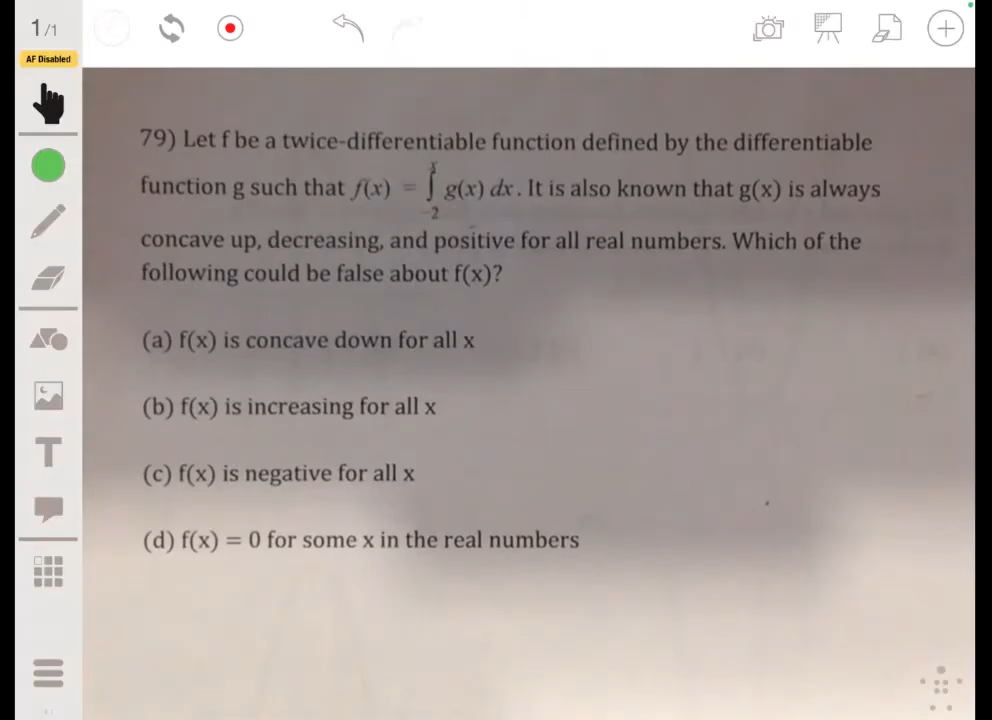 1/1
AF Disabled
79) Let f be a twice-differentiable function defined by the differentiable
function g such that f(x) = ∫_{-2}^{x} g(x) dx. It is also known that g(x) is always
concave up, decreasing, and positive for all real numbers. Which of the
following could be false about f(x)?
(a) f(x) is concave down for all x
(b) f(x) is increasing for all x
(c) f(x) is negative for all x
(d) f(x) = 0 for some x in the real numbers
T